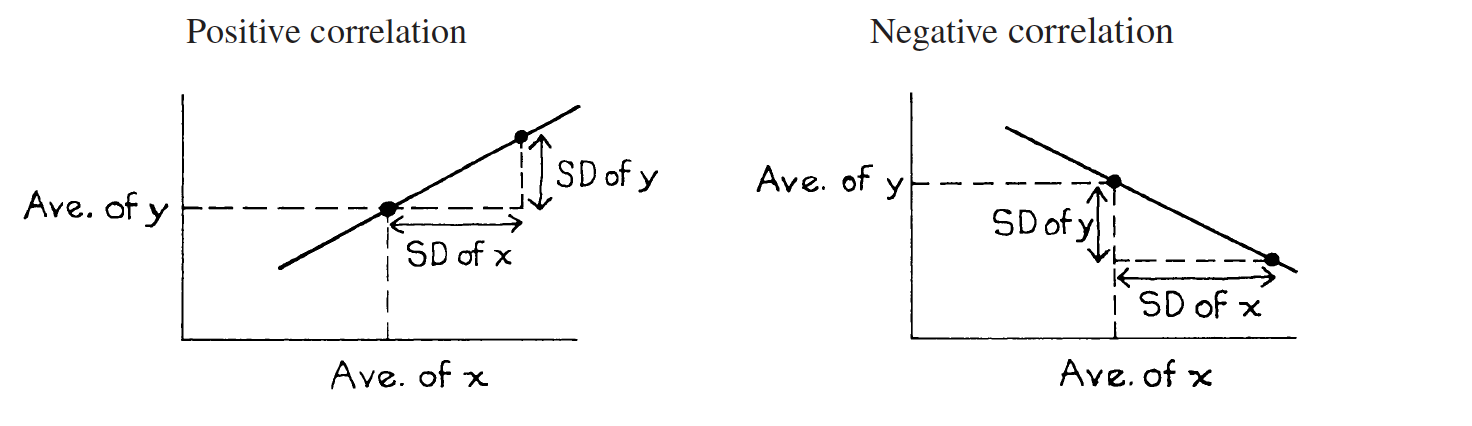 Positive correlation
Ave. of y
SD of y
SD of x
Ave. of x
Negative correlation
Ave. of y
SD of y
SD of x
Ave. of x